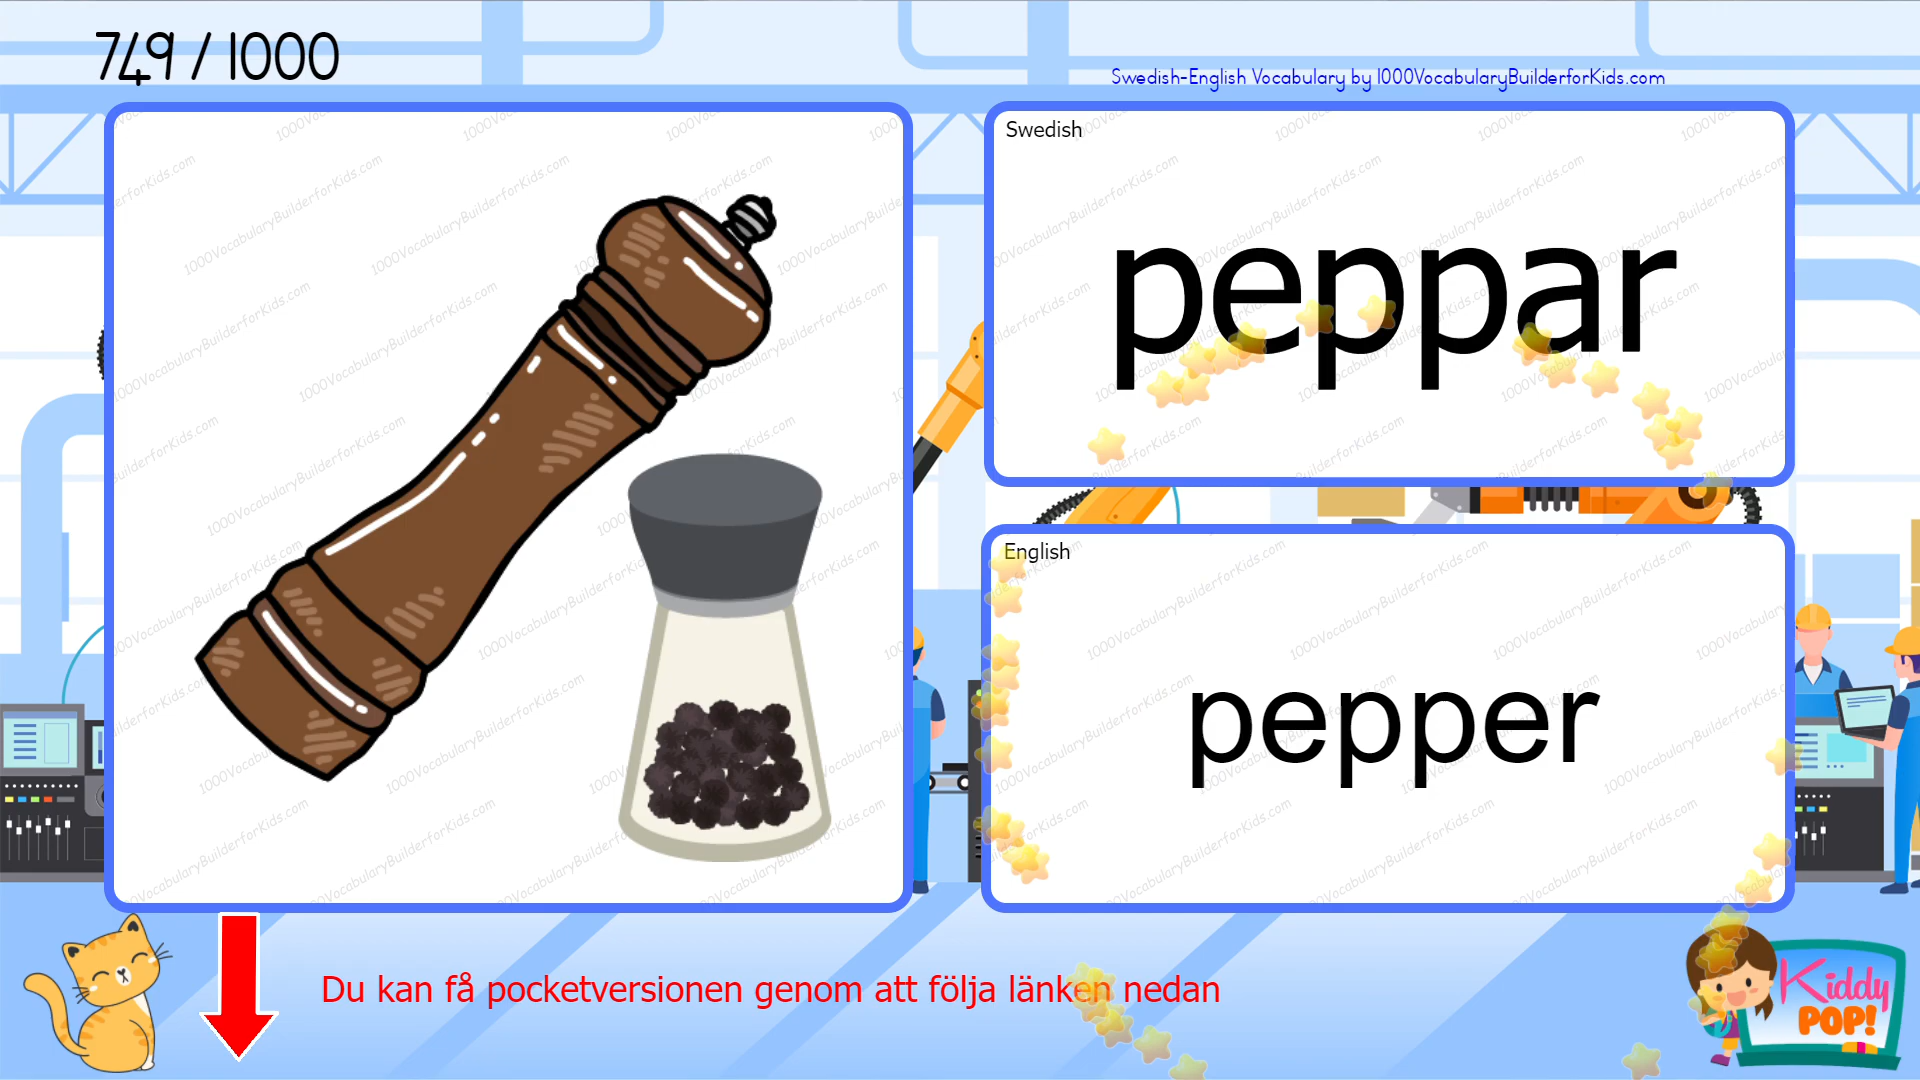 749 / 1000
Swedish-English Vocabulary by 1000VocabularyBuilderforKids.com
Swedish
peppar
English
pepper
Du kan få pocketversionen genom att följa länken nedan
Kiddy
POP!